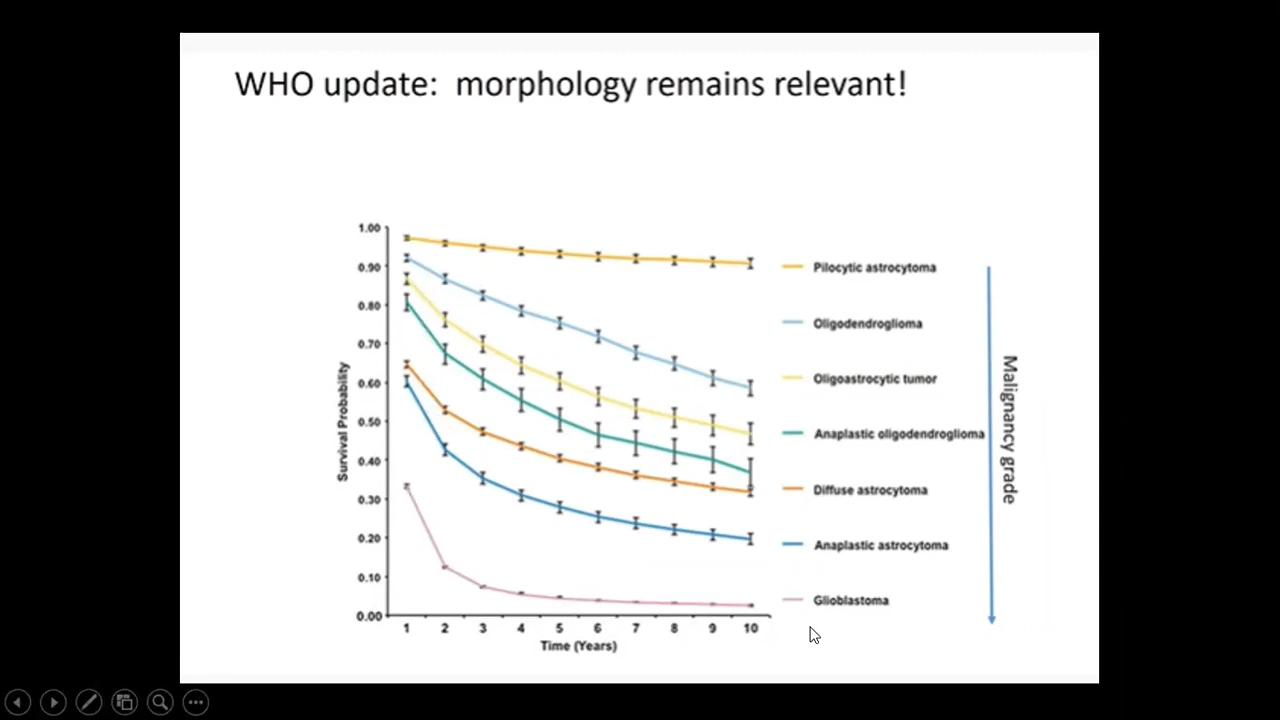 WHO update:  morphology remains relevant!
1.00
0.90
0.80
0.70
0.60
0.50
0.40
0.30
0.20
0.10
0.00
Survival Probability
1 2 3 4 5 6 7 8 9 10
Time (Years)
Pilocytic astrocytoma
Oligodendroglioma
Oligoastrocytic tumor
Anaplastic oligodendroglioma
Diffuse astrocytoma
Anaplastic astrocytoma
Glioblastoma
Malignancy grade